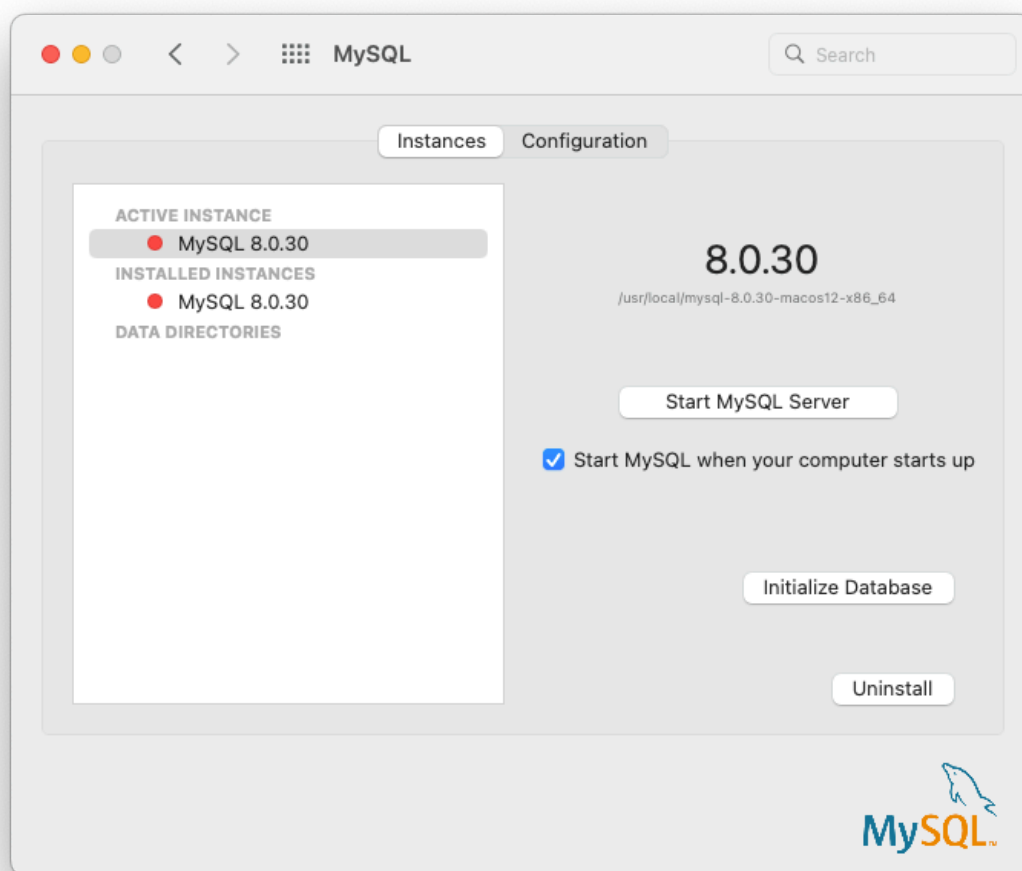 MySQL
Search
Instances
Configuration
ACTIVE INSTANCE
MySQL 8.0.30
INSTALLED INSTANCES
MySQL 8.0.30
DATA DIRECTORIES
8.0.30
/usr/local/mysql-8.0.30-macos12-x86_64
Start MySQL Server
Start MySQL when your computer starts up
Initialize Database
Uninstall
MySQL™